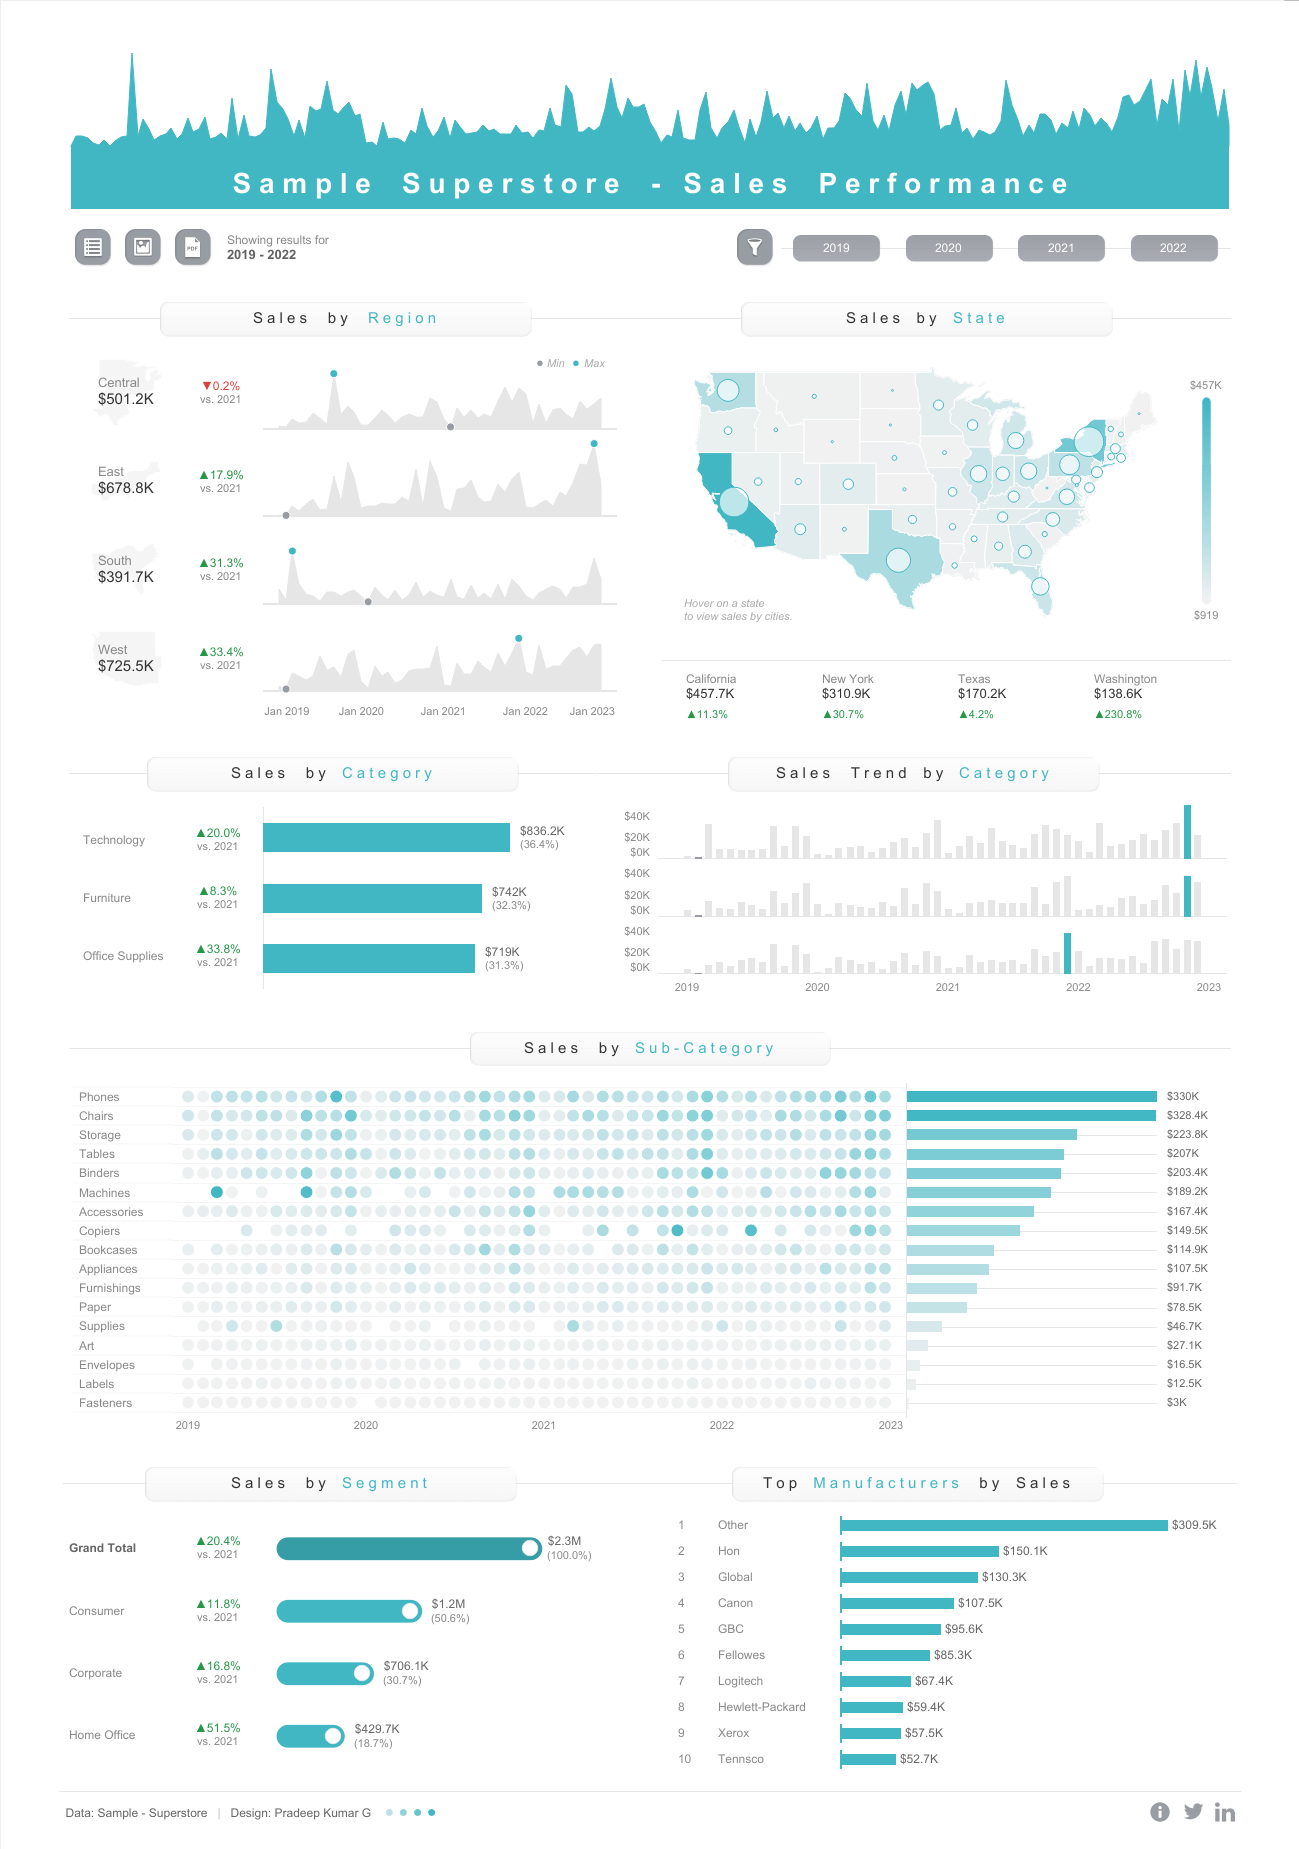 Sample Superstore - Sales Performance
PDF
Showing results for
2019 - 2022
2019
2020
2021
2022
Sales by Region
Min Max
Central
$501.2K
▼0.2%
vs. 2021
East
$678.8K
▲17.9%
vs. 2021
South
$391.7K
▲31.3%
vs. 2021
West
$725.5K
▲33.4%
vs. 2021
Jan 2019
Jan 2020
Jan 2021
Jan 2022
Jan 2023
Sales by State
$457K
$919
Hover on a state
to view sales by cities.
California
$457.7K
▲11.3%
New York
$310.9K
▲30.7%
Texas
$170.2K
▲4.2%
Washington
$138.6K
▲230.8%
Sales by Category
Technology
▲20.0%
vs. 2021
$836.2K
(36.4%)
Furniture
▲8.3%
vs. 2021
$742K
(32.3%)
Office Supplies
▲33.8%
vs. 2021
$719K
(31.3%)
Sales Trend by Category
$40K
$20K
$0K
$40K
$20K
$0K
$40K
$20K
$0K
2019
2020
2021
2022
2023
Sales by Sub-Category
Phones $330K
Chairs $328.4K
Storage $223.8K
Tables $207K
Binders $203.4K
Machines $189.2K
Accessories $167.4K
Copiers $149.5K
Bookcases $114.9K
Appliances $107.5K
Furnishings $91.7K
Paper $78.5K
Supplies $46.7K
Art $27.1K
Envelopes $16.5K
Labels $12.5K
Fasteners $3K
2019
2020
2021
2022
2023
Sales by Segment
Grand Total
▲20.4%
vs. 2021
$2.3M
(100.0%)
Consumer
▲11.8%
vs. 2021
$1.2M
(50.6%)
Corporate
▲16.8%
vs. 2021
$706.1K
(30.7%)
Home Office
▲51.5%
vs. 2021
$429.7K
(18.7%)
Top Manufacturers by Sales
1 Other $309.5K
2 Hon $150.1K
3 Global $130.3K
4 Canon $107.5K
5 GBC $95.6K
6 Fellowes $85.3K
7 Logitech $67.4K
8 Hewlett-Packard $59.4K
9 Xerox $57.5K
10 Tennsco $52.7K
Data: Sample - Superstore | Design: Pradeep Kumar G
in